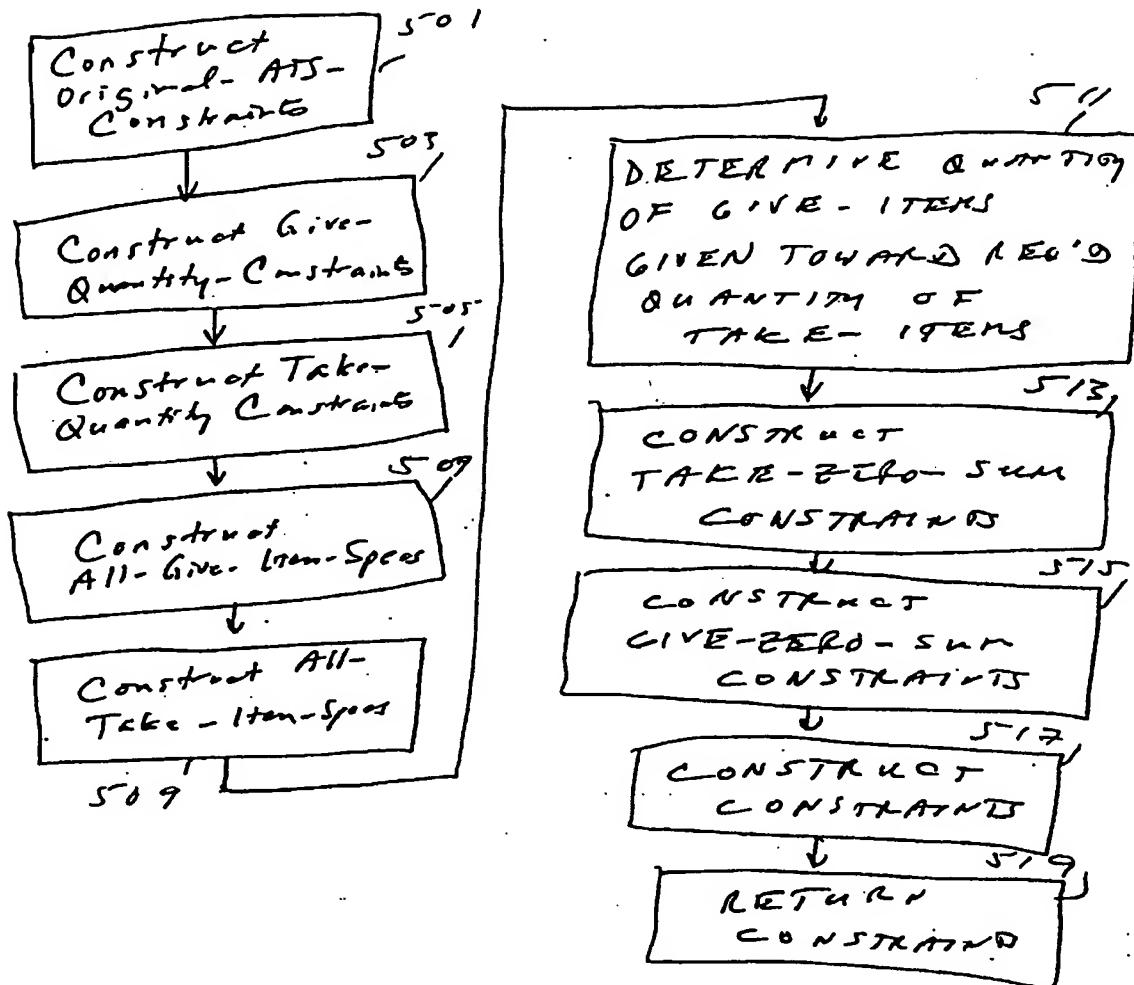 501
Construct
Original-ATS-
Constraints
503
Construct Give-
Quantity-Constraints
505
Construct Take-
Quantity Constraints
509
Construct
All-Give-Item-Specs
Construct All-
Take-Item-Specs
509
511
DETERMINE QUANTITY
OF GIVE-ITEMS
GIVEN TOWARD REQ'D
QUANTITY OF
TAKE-ITEMS
513
CONSTRUCT
TAKE-ZERO-SUM
CONSTRAINTS
515
CONSTRUCT
GIVE-ZERO-SUM
CONSTRAINTS
517
CONSTRUCT
CONSTRAINTS
519
RETURN